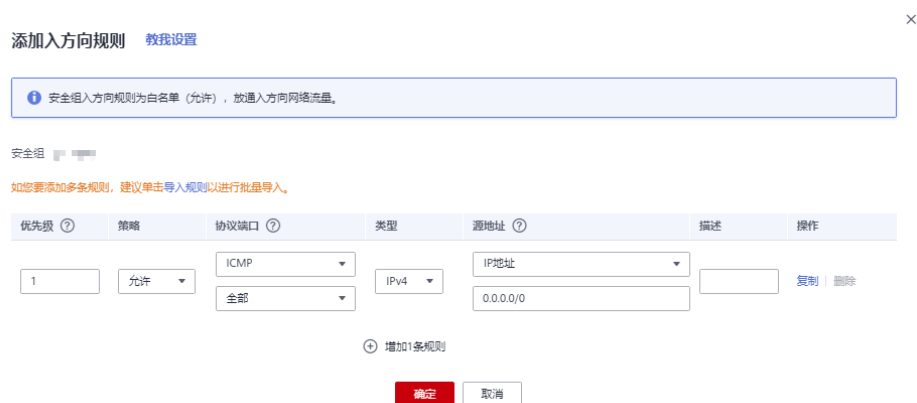 添加入方向规则 教我设置
安全组入方向规则为白名单（允许），放通入方向网络流量。
安全组
如您要添加多条规则，建议单击导入规则以进行批量导入。
优先级 策略 协议端口 类型 源地址 描述 操作
1 允许 ICMP 全部 IPv4 IP地址 0.0.0.0/0 复制 删除
增加1条规则
确定 取消